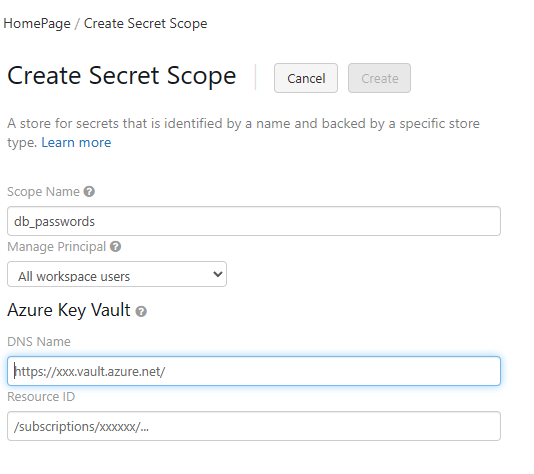 HomePage / Create Secret Scope
Create Secret Scope
Cancel
Create
A store for secrets that is identified by a name and backed by a specific store
type. Learn more
Scope Name ?
db_passwords
Manage Principal ?
All workspace users
Azure Key Vault ?
DNS Name
https://xxx.vault.azure.net/
Resource ID
/subscriptions/xxxxxx/...